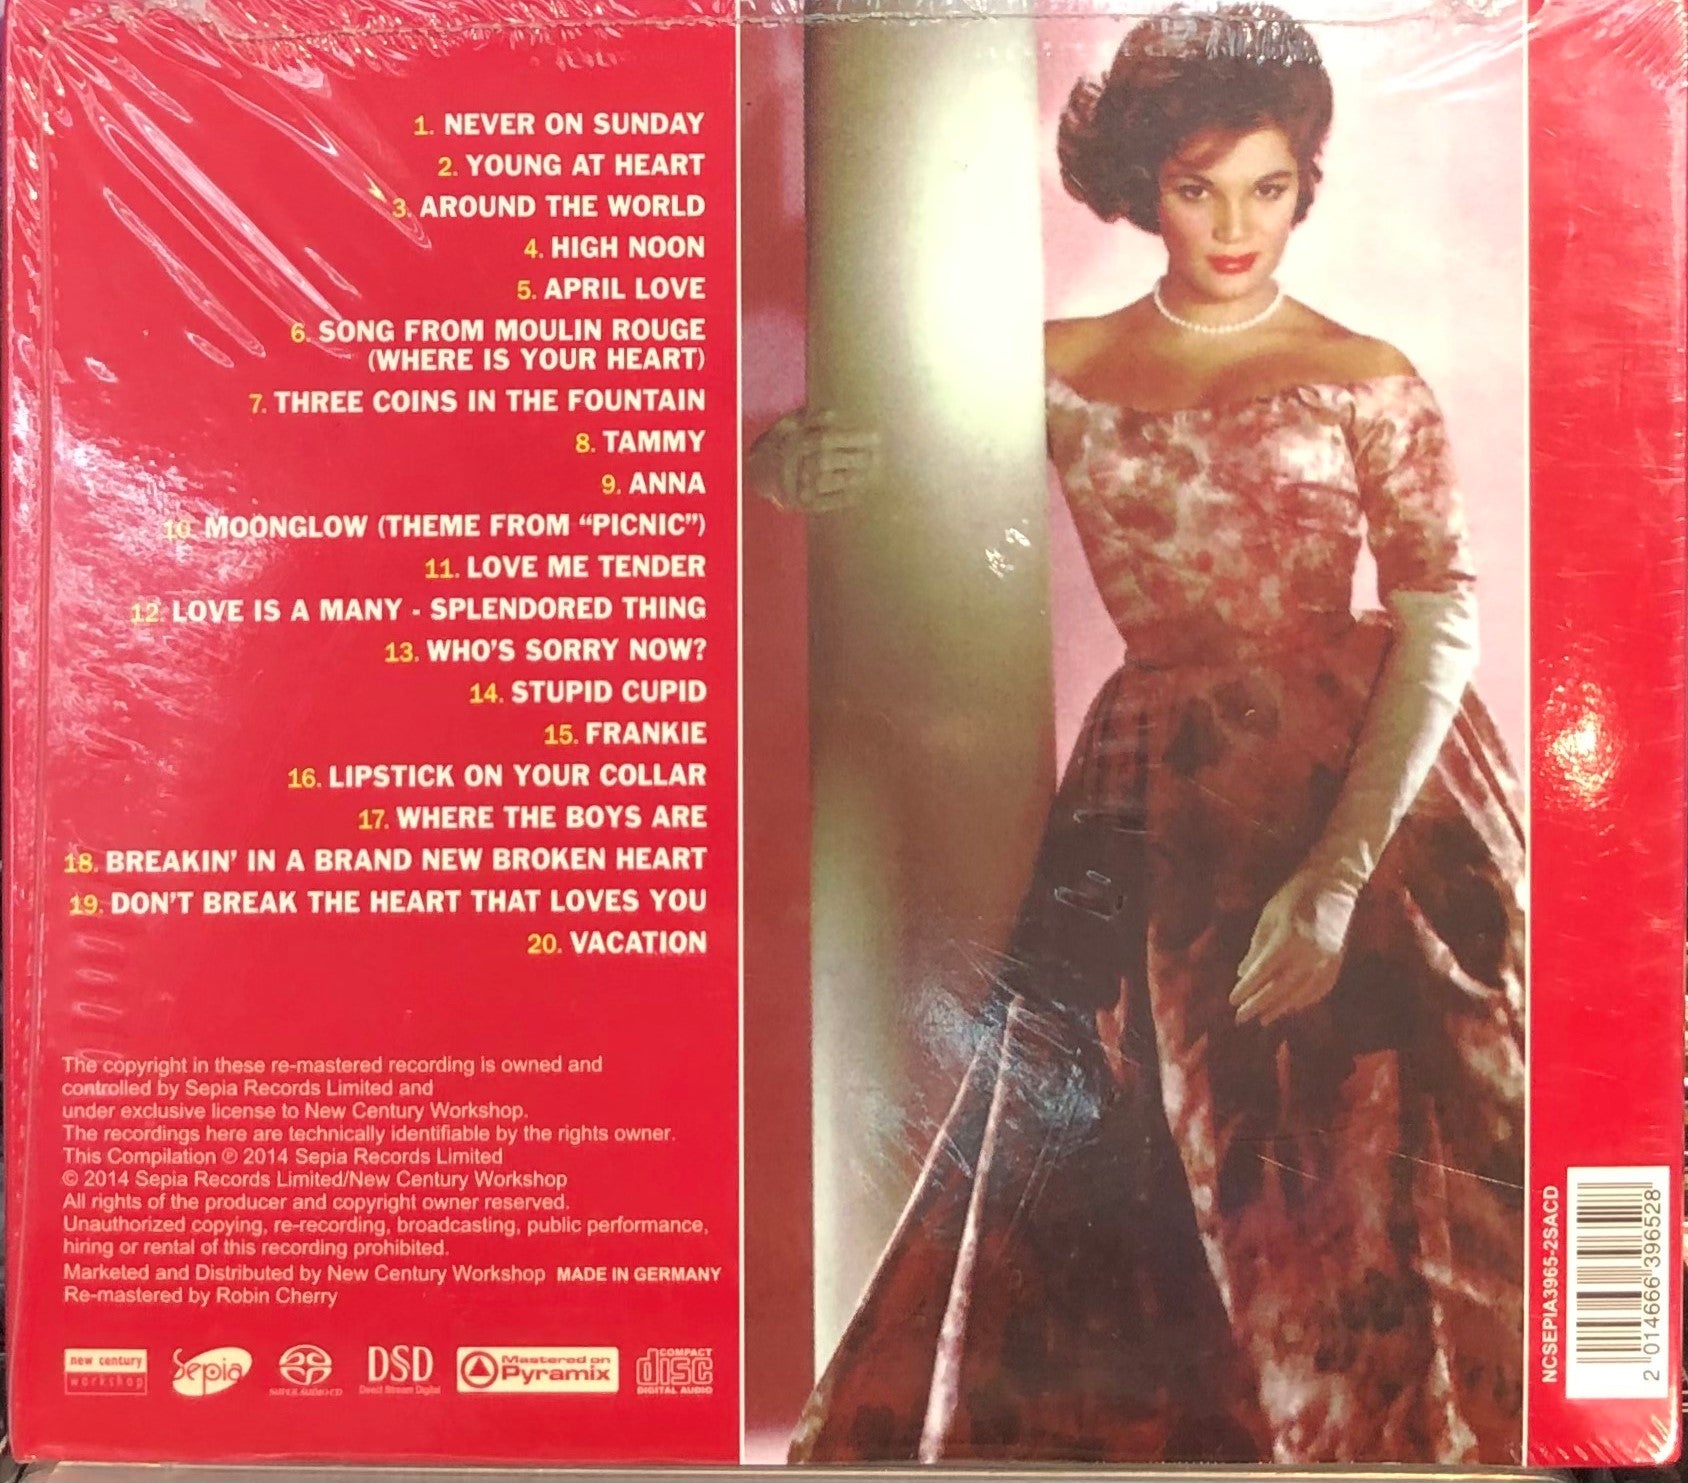 1. NEVER ON SUNDAY
2. YOUNG AT HEART
3. AROUND THE WORLD
4. HIGH NOON
5. APRIL LOVE
6. SONG FROM MOULIN ROUGE
(WHERE IS YOUR HEART)
7. THREE COINS IN THE FOUNTAIN
8. TAMMY
9. ANNA
10. MOONGLOW (THEME FROM “PICNIC”)
11. LOVE ME TENDER
12. LOVE IS A MANY - SPLENDORED THING
13. WHO’S SORRY NOW?
14. STUPID CUPID
15. FRANKIE
16. LIPSTICK ON YOUR COLLAR
17. WHERE THE BOYS ARE
18. BREAKIN’ IN A BRAND NEW BROKEN HEART
19. DON’T BREAK THE HEART THAT LOVES YOU
20. VACATION
The copyright in these re-mastered recording is owned and
controlled by Sepia Records Limited and
under exclusive license to New Century Workshop.
The recordings here are technically identifiable by the rights owner.
This Compilation ℗ 2014 Sepia Records Limited
© 2014 Sepia Records Limited/New Century Workshop
All rights of the producer and copyright owner reserved.
Unauthorized copying, re-recording, broadcasting, public performance,
hiring or rental of this recording prohibited.
Marketed and Distributed by New Century Workshop MADE IN GERMANY
Re-mastered by Robin Cherry
new century
workshop
Sepia
SUPER AUDIO CD
DSD
Direct Stream Digital
Mastered on
Pyramix
COMPACT
disc
DIGITAL AUDIO
NCSEPIA3965-2SACD
2 014666 396528